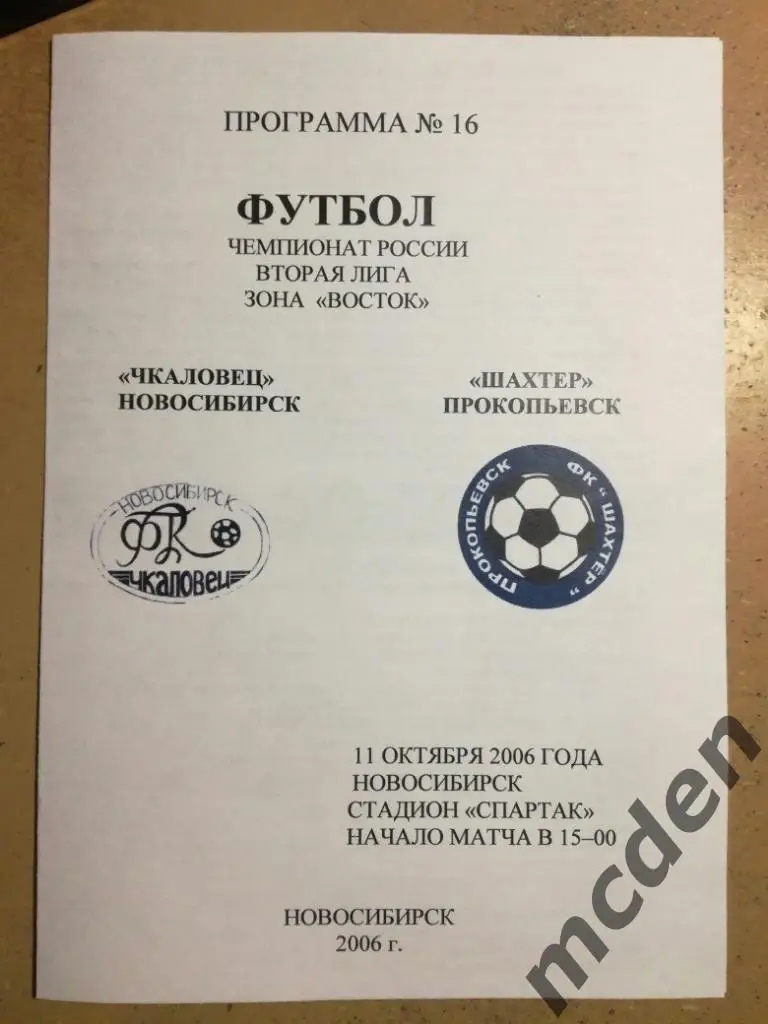 ПРОГРАММА № 16
ФУТБОЛ
ЧЕМПИОНАТ РОССИИ
ВТОРАЯ ЛИГА
ЗОНА «ВОСТОК»
«ЧКАЛОВЕЦ»
НОВОСИБИРСК
«ШАХТЕР»
ПРОКОПЬЕВСК
НОВОСИБИРСК
ФК
ЧКАЛОВЕЦ
ПРОКОПЬЕВСК
ФК "ШАХТЁР"
11 ОКТЯБРЯ 2006 ГОДА
НОВОСИБИРСК
СТАДИОН «СПАРТАК»
НАЧАЛО МАТЧА В 15–00
НОВОСИБИРСК
2006 г.
mcden